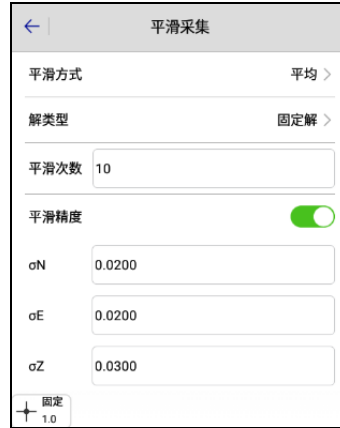 平滑采集
平滑方式 平均
解类型 固定解
平滑次数 10
平滑精度
σN 0.0200
σE 0.0200
σZ 0.0300
固定
1.0